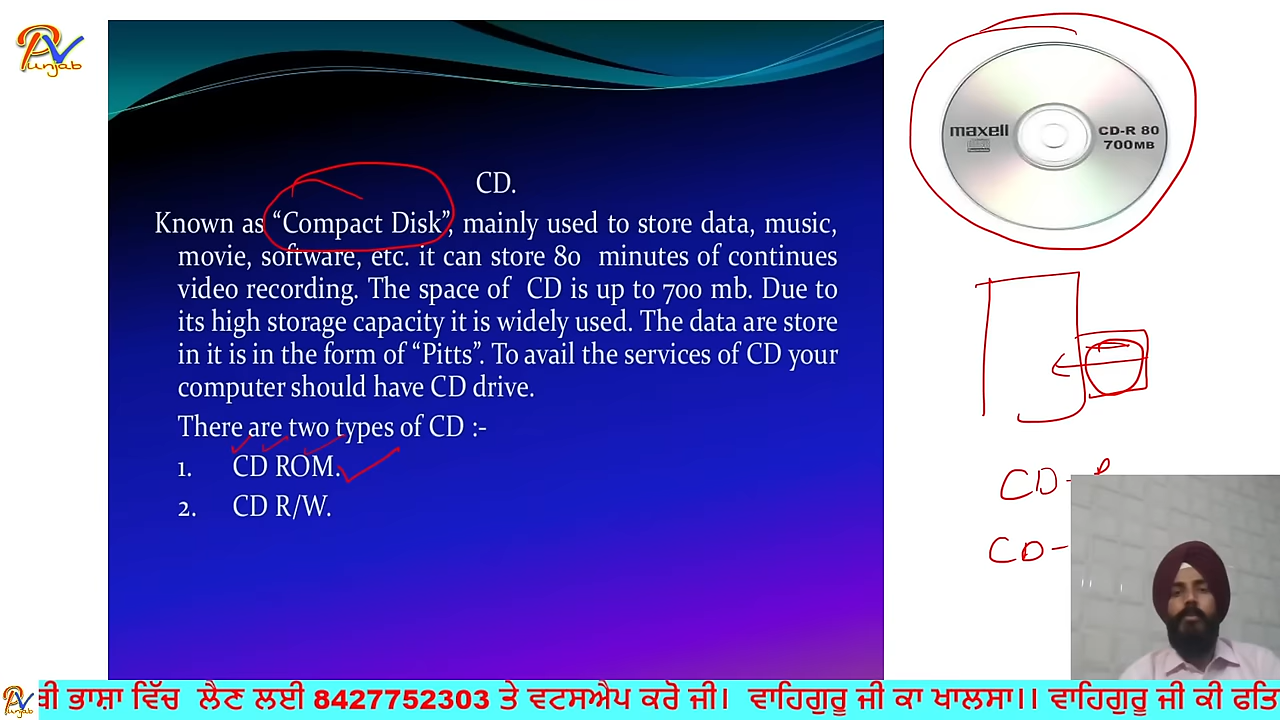 PV
unjab
CD.
Known as “Compact Disk”, mainly used to store data, music,
movie, software, etc. it can store 80 minutes of continues
video recording. The space of CD is up to 700 mb. Due to
its high storage capacity it is widely used. The data are store
in it is in the form of “Pitts”. To avail the services of CD your
computer should have CD drive.
There are two types of CD :-
1. CD ROM.
2. CD R/W.
maxell
CD-R 80
700MB
CD-
CD-
ਭਾਸ਼ਾ ਵਿੱਚ ਲੈਣ ਲਈ 8427752303 ਤੇ ਵਟਸਐਪ ਕਰੋ ਜੀ। ਵਾਹਿਗੁਰੂ ਜੀ ਕਾ ਖਾਲਸਾ।। ਵਾਹਿਗੁਰੂ ਜੀ ਕੀ ਫਤਿ